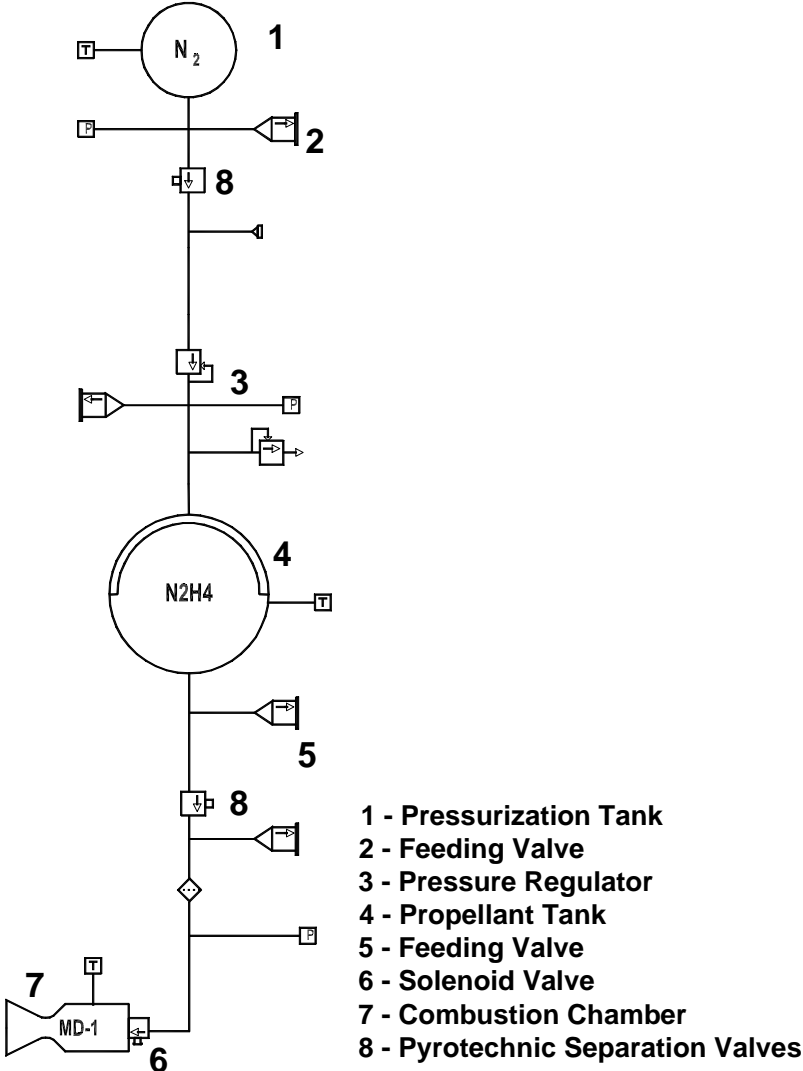 N2
1
T
P
2
8
3
P
4
N2H4
T
5
8
P
T
7
MD-1
6
1 - Pressurization Tank
2 - Feeding Valve
3 - Pressure Regulator
4 - Propellant Tank
5 - Feeding Valve
6 - Solenoid Valve
7 - Combustion Chamber
8 - Pyrotechnic Separation Valves